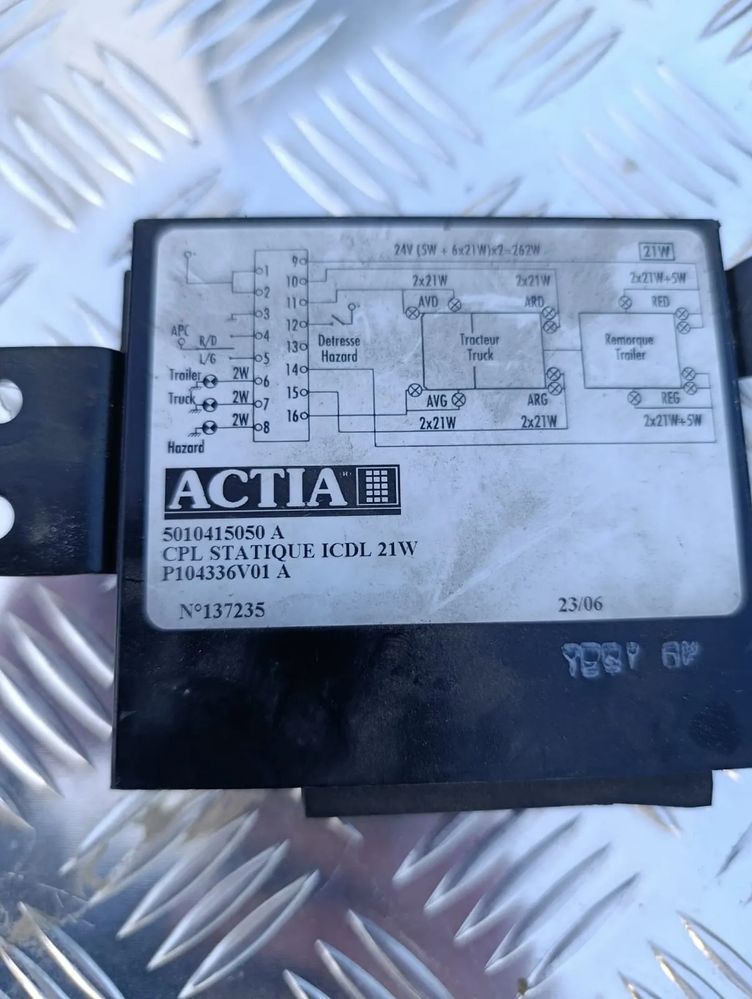 24V (5W + 6x21W)x2=262W 21W
1
2
3
4
5
6
7
8
9
10
11
12
13
14
15
16
APC
R/D
L/G
Trailer 2W
Truck 2W
2W
Hazard
Detresse
Hazard
2x21W 2x21W 2x21W+5W
AVD ARD RED
Tracteur
Truck
Remorque
Trailer
AVG ARG REG
2x21W 2x21W 2x21W+5W
ACTIA
5010415050 A
CPL STATIQUE ICDL 21W
P104336V01 A
N°137235 23/06